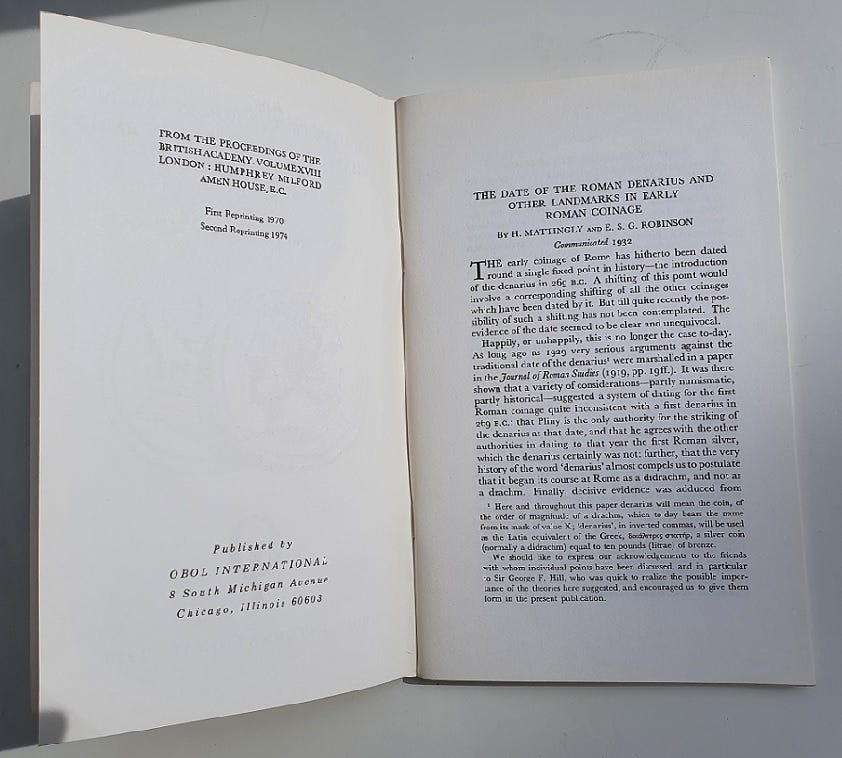 FROM THE PROCEEDINGS OF THE
BRITISH ACADEMY. VOLUME XVIII
LONDON : HUMPHREY MILFORD
AMEN HOUSE, E.C.
First Reprinting 1970
Second Reprinting 1974
Published by
OBOL INTERNATIONAL
8 South Michigan Avenue
Chicago, Illinois 60603
THE DATE OF THE ROMAN DENARIUS AND
OTHER LANDMARKS IN EARLY
ROMAN COINAGE
BY H. MATTINGLY AND E. S. G. ROBINSON
Communicated 1932
THE early coinage of Rome has hitherto been dated
round a single fixed point in history—the introduction
of the denarius in 269 B.C. A shifting of this point would
involve a corresponding shifting of all the other coinages
which have been dated by it. But till quite recently the pos-
sibility of such a shifting has not been contemplated. The
evidence of the date seemed to be clear and unequivocal.
Happily, or unhappily, this is no longer the case to-day.
As long ago as 1929 very serious arguments against the
traditional date of the denarius¹ were marshalled in a paper
in the Journal of Roman Studies (1929, pp. 19ff.). It was there
shown that a variety of considerations—partly numismatic,
partly historical—suggested a system of dating for the first
Roman coinage quite inconsistent with a first denarius in
269 B.C.: that Pliny is the only authority for the striking of
the denarius at that date, and that he agrees with the other
authorities in dating to that year the first Roman silver,
which the denarius certainly was not: further, that the very
history of the word 'denarius' almost compels us to postulate
that it began its course at Rome as a didrachm, and not as
a drachm. Finally, decisive evidence was adduced from
¹ Here and throughout this paper denarius will mean the coin, of
the order of magnitude of a drachm, which to-day bears the name
from its mark of value X; 'denarius', in inverted commas, will be used
as the Latin equivalent of the Greek, δεκάλιτρος στατήρ, a silver coin
(normally a didrachm) equal to ten pounds (litrae) of bronze.
We should like to express our acknowledgements to the friends
with whom individual points have been discussed, and in particular
to Sir George F. Hill, who was quick to realize the possible impor-
tance of the theories here suggested, and encouraged us to give them
form in the present publication.